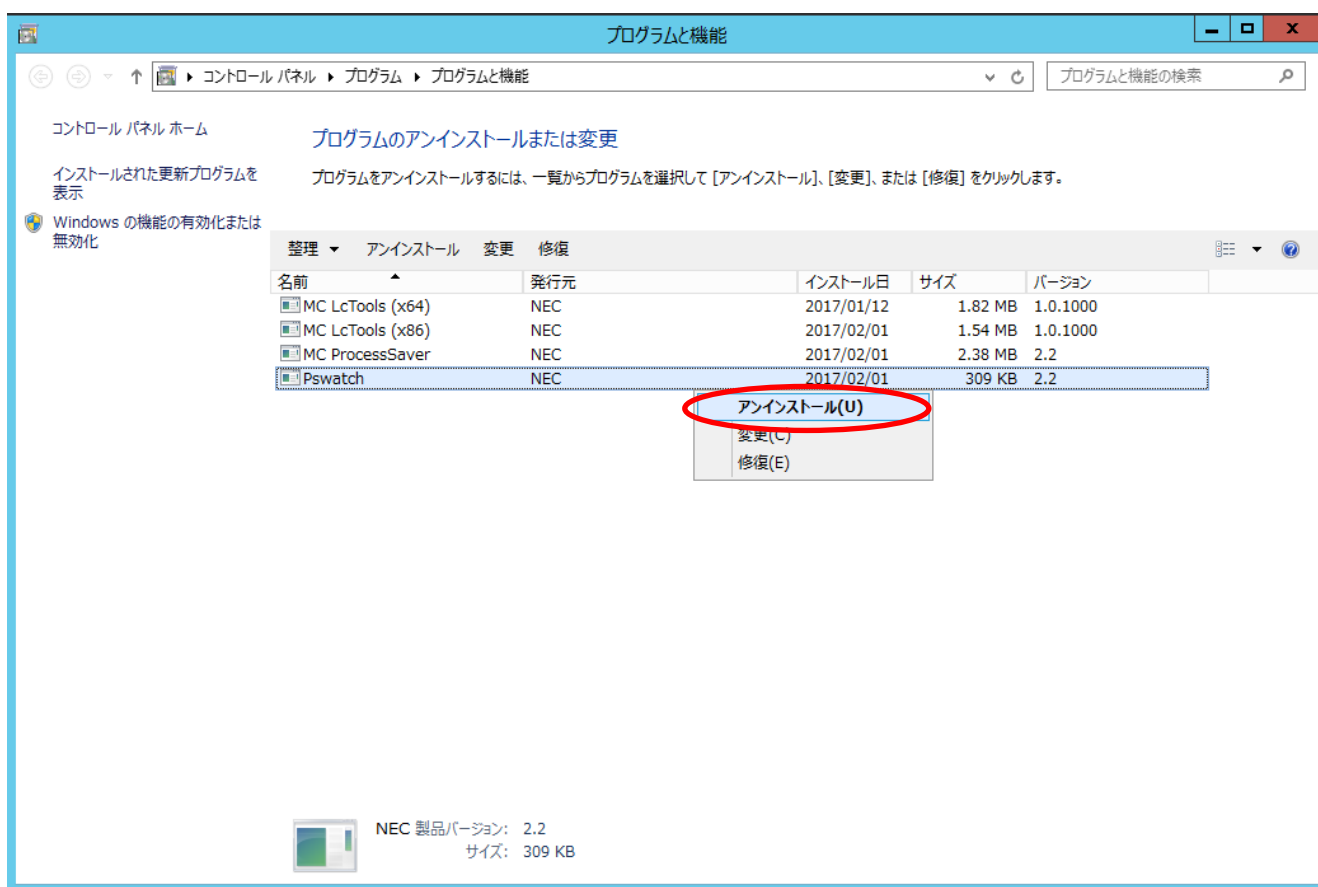 プログラムと機能
コントロール パネル ▸ プログラム ▸ プログラムと機能
プログラムと機能の検索
コントロール パネル ホーム
インストールされた更新プログラムを
表示
Windows の機能の有効化または
無効化
プログラムのアンインストールまたは変更
プログラムをアンインストールするには、一覧からプログラムを選択して [アンインストール]、[変更]、または [修復] をクリックします。
整理 ▼ アンインストール 変更 修復
名前 発行元 インストール日 サイズ バージョン
MC LcTools (x64) NEC 2017/01/12 1.82 MB 1.0.1000
MC LcTools (x86) NEC 2017/02/01 1.54 MB 1.0.1000
MC ProcessSaver NEC 2017/02/01 2.38 MB 2.2
Pswatch NEC 2017/02/01 309 KB 2.2
アンインストール(U)
変更(C)
修復(E)
NEC 製品バージョン: 2.2
サイズ: 309 KB